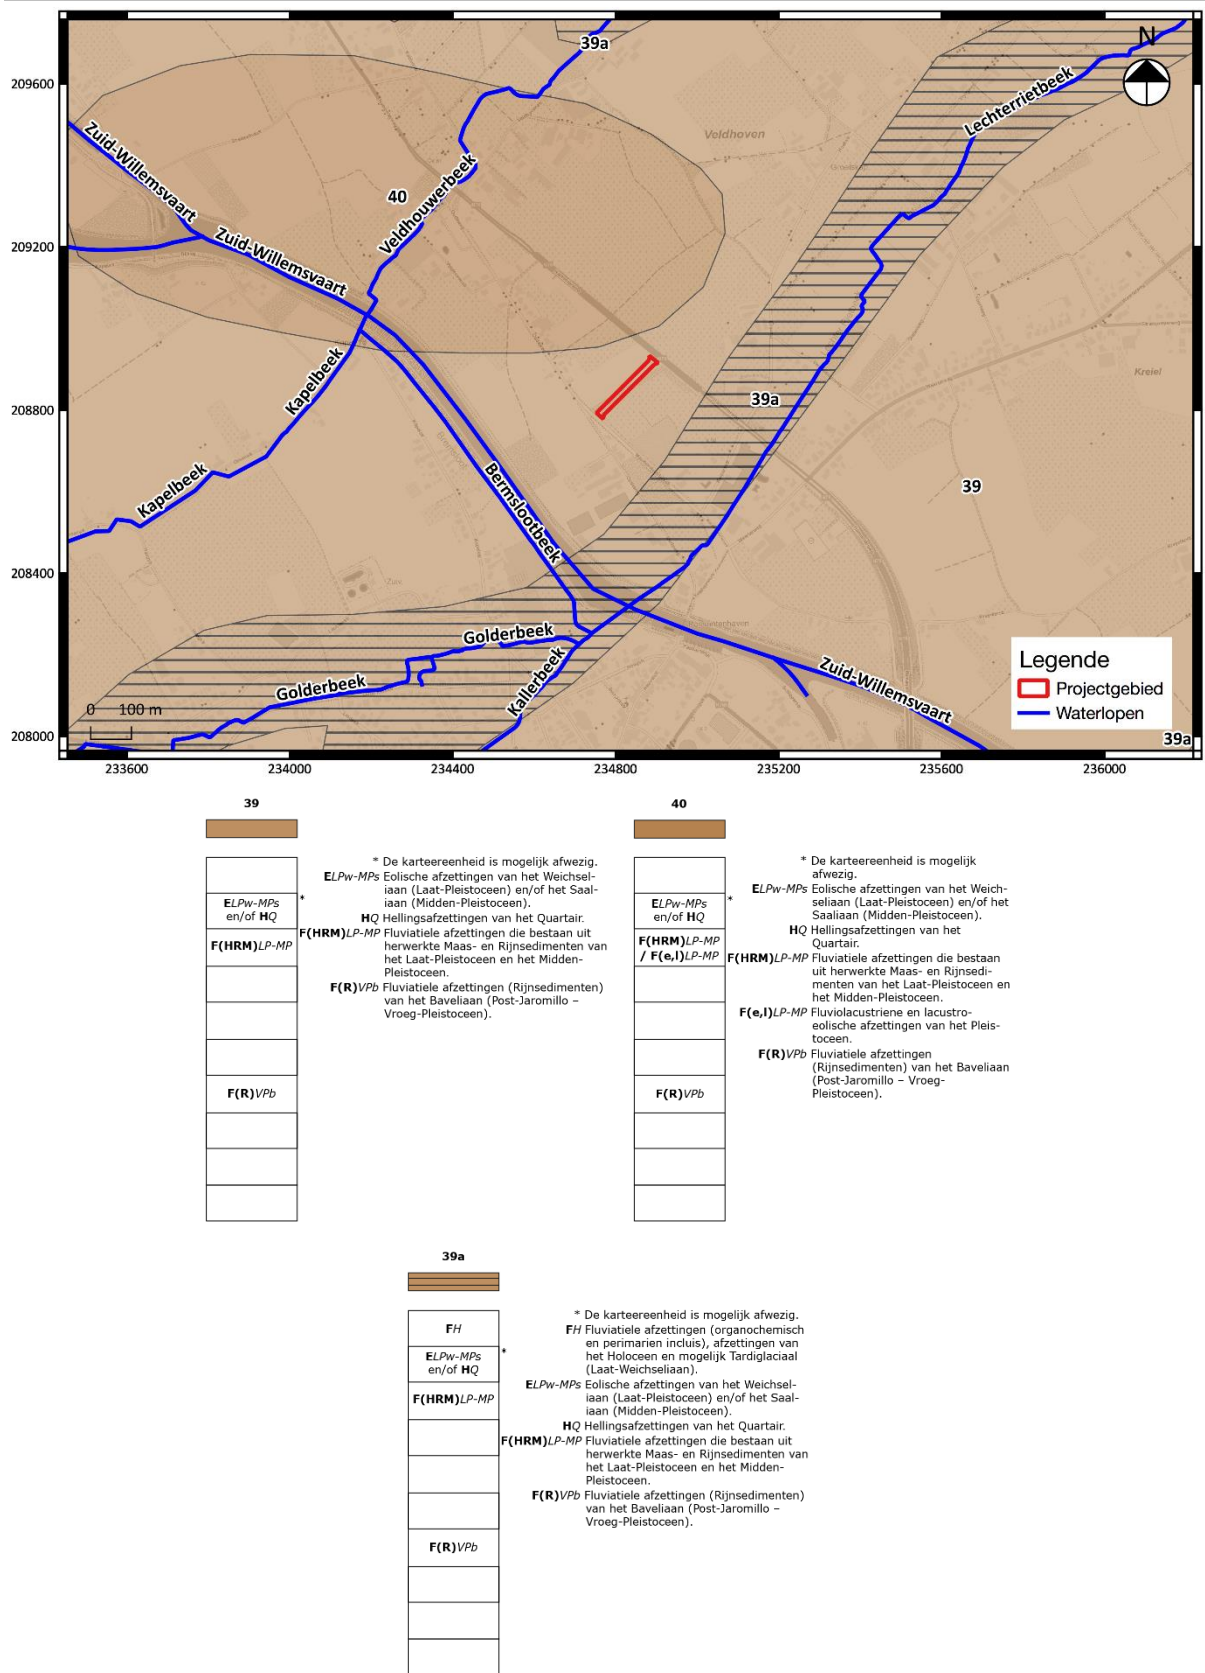 39a
N
209600
Zuid-Willemsvaart
Veldhoven
Lechterrietbeek
40
Veldhouwerbeek
209200
Zuid-Willemsvaart
Kapelbeek
Kreiel
39a
208800
Kapelbeek
Bermslootbeek
39
208400
Golderbeek
Legende
Projectgebied
Waterlopen
Golderbeek
Kallerbeek
Zuid-Willemsvaart
0 100 m
208000
39a
233600 234000 234400 234800 235200 235600 236000
39
ELPw-MPs
en/of HQ
*
F(HRM)LP-MP
F(R)VPb
* De karteereenheid is mogelijk afwezig.
ELPw-MPs Eolische afzettingen van het Weichsel-
iaan (Laat-Pleistoceen) en/of het Saal-
iaan (Midden-Pleistoceen).
HQ Hellingsafzettingen van het Quartair.
F(HRM)LP-MP Fluviatiele afzettingen die bestaan uit
herwerkte Maas- en Rijnsedimenten van
het Laat-Pleistoceen en het Midden-
Pleistoceen.
F(R)VPb Fluviatiele afzettingen (Rijnsedimenten)
van het Baveliaan (Post-Jaromillo –
Vroeg-Pleistoceen).
40
ELPw-MPs
en/of HQ
*
F(HRM)LP-MP
/ F(e,l)LP-MP
F(R)VPb
* De karteereenheid is mogelijk
afwezig.
ELPw-MPs Eolische afzettingen van het Weich-
seliaan (Laat-Pleistoceen) en/of het
Saaliaan (Midden-Pleistoceen).
HQ Hellingsafzettingen van het
Quartair.
F(HRM)LP-MP Fluviatiele afzettingen die bestaan
uit herwerkte Maas- en Rijnsedi-
menten van het Laat-Pleistoceen en
het Midden-Pleistoceen.
F(e,l)LP-MP Fluviolacustriene en lacustro-
eolische afzettingen van het Pleis-
toceen.
F(R)VPb Fluviatiele afzettingen
(Rijnsedimenten) van het Baveliaan
(Post-Jaromillo – Vroeg-
Pleistoceen).
39a
FH
ELPw-MPs
en/of HQ
*
F(HRM)LP-MP
F(R)VPb
* De karteereenheid is mogelijk afwezig.
FH Fluviatiele afzettingen (organochemisch
en perimarien incluis), afzettingen van
het Holoceen en mogelijk Tardiglaciaal
(Laat-Weichseliaan).
ELPw-MPs Eolische afzettingen van het Weichsel-
iaan (Laat-Pleistoceen) en/of het Saal-
iaan (Midden-Pleistoceen).
HQ Hellingsafzettingen van het Quartair.
F(HRM)LP-MP Fluviatiele afzettingen die bestaan uit
herwerkte Maas- en Rijnsedimenten van
het Laat-Pleistoceen en het Midden-
Pleistoceen.
F(R)VPb Fluviatiele afzettingen (Rijnsedimenten)
van het Baveliaan (Post-Jaromillo –
Vroeg-Pleistoceen).